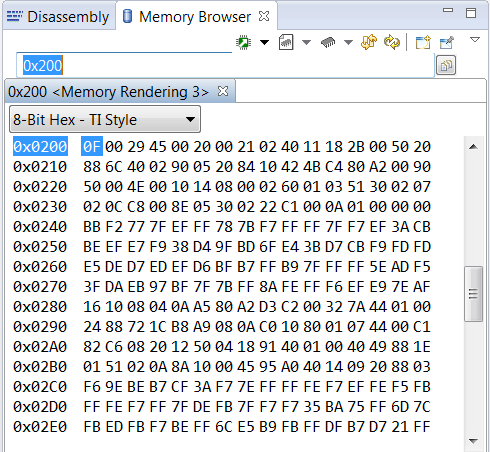 Disassembly Memory Browser
0x200
0x200 <Memory Rendering 3>
8-Bit Hex - TI Style
0x0200 0F 00 29 45 00 20 00 21 02 40 11 18 2B 00 50 20
0x0210 88 6C 40 02 90 05 20 84 10 42 4B C4 80 A2 00 90
0x0220 50 00 4E 00 10 14 08 00 02 60 01 03 51 30 02 07
0x0230 02 0C C8 00 8E 05 30 02 22 C1 00 0A 01 00 00 00
0x0240 BB F2 77 7F EF FF 78 7B F7 FF FF 7F F7 EF 3A CB
0x0250 BE EF E7 F9 38 D4 9F BD 6F E4 3B D7 CB F9 FD FD
0x0260 E5 DE D7 ED EF D6 BF B7 FF B9 7F FF FF 5E AD F5
0x0270 3F DA EB 97 BF 7F 7B FF 8A FE FF F6 EF E9 7E AF
0x0280 16 10 08 04 0A A5 80 A2 D3 C2 00 32 7A 44 01 00
0x0290 24 88 72 1C B8 A9 08 0A C0 10 80 01 07 44 00 C1
0x02A0 82 C6 08 20 12 50 04 18 91 40 01 00 40 49 88 1E
0x02B0 01 51 02 0A 8A 10 00 45 95 A0 40 14 09 20 88 03
0x02C0 F6 9E BE B7 CF 3A F7 7E FF FF FE F7 EF FE F5 FB
0x02D0 FF FE F7 FF 7F DE FB 7F F7 F7 35 BA 75 FF 6D 7C
0x02E0 FB ED FB F7 BE FF 6C E5 B9 FB FF DF B7 D7 21 FF